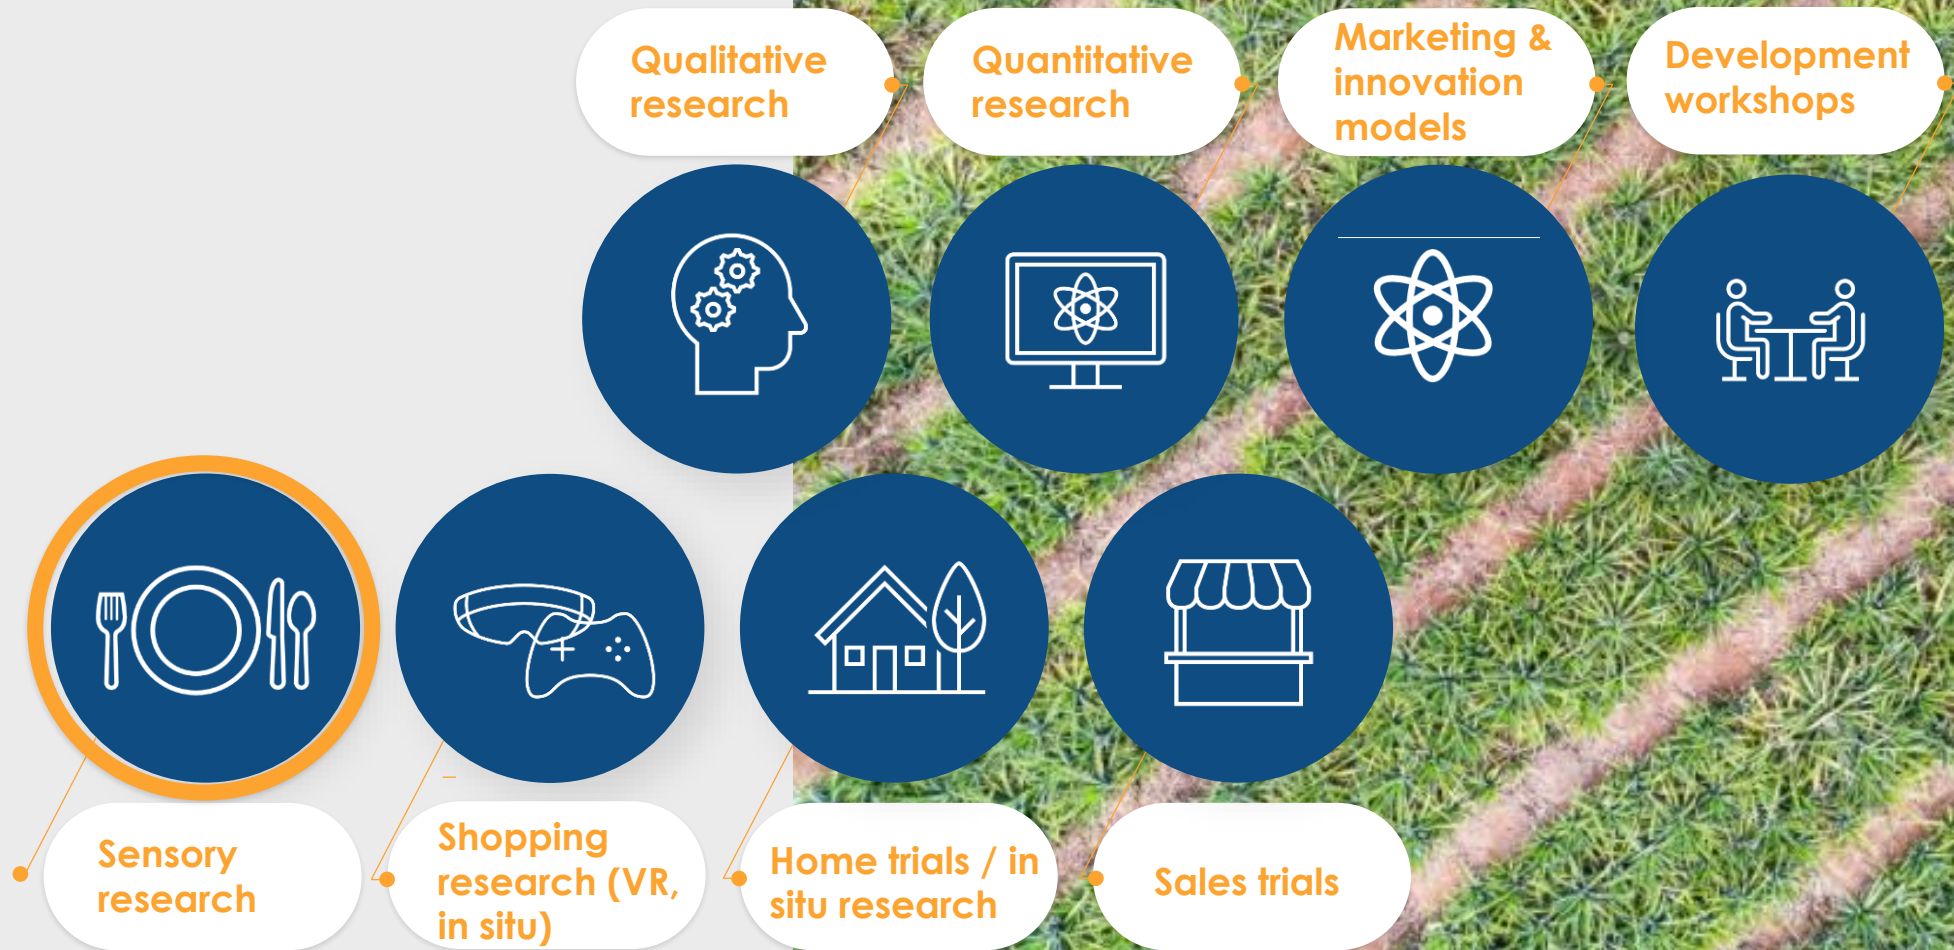 Qualitative
research
Quantitative
research
Marketing &
innovation
models
Development
workshops
Sensory
research
Shopping
research (VR,
in situ)
Home trials / in
situ research
Sales trials